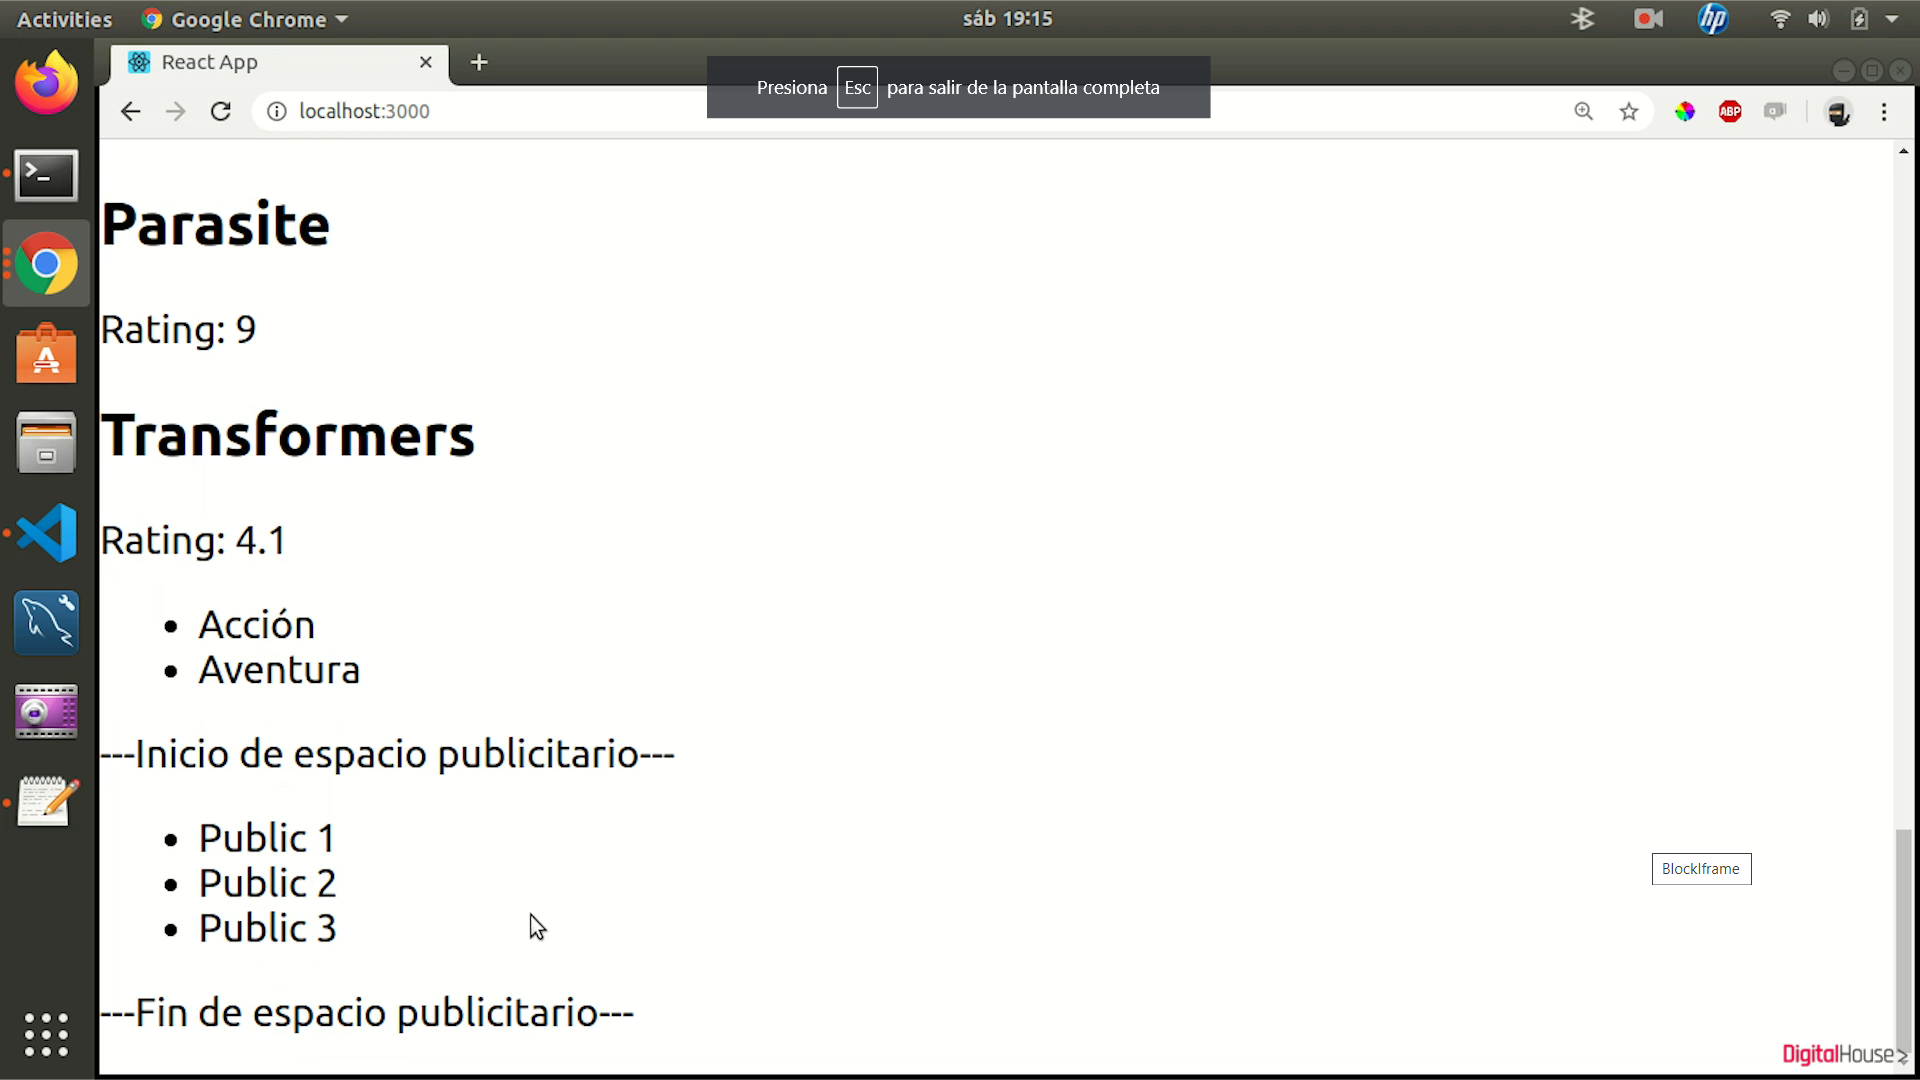 Activities
Google Chrome
sáb 19:15
hp
React App
Presiona Esc para salir de la pantalla completa
localhost:3000
ABP
Parasite
Rating: 9
Transformers
Rating: 4.1
Acción
Aventura
---Inicio de espacio publicitario---
Public 1
Public 2
Public 3
BlockIframe
---Fin de espacio publicitario---
DigitalHouse>